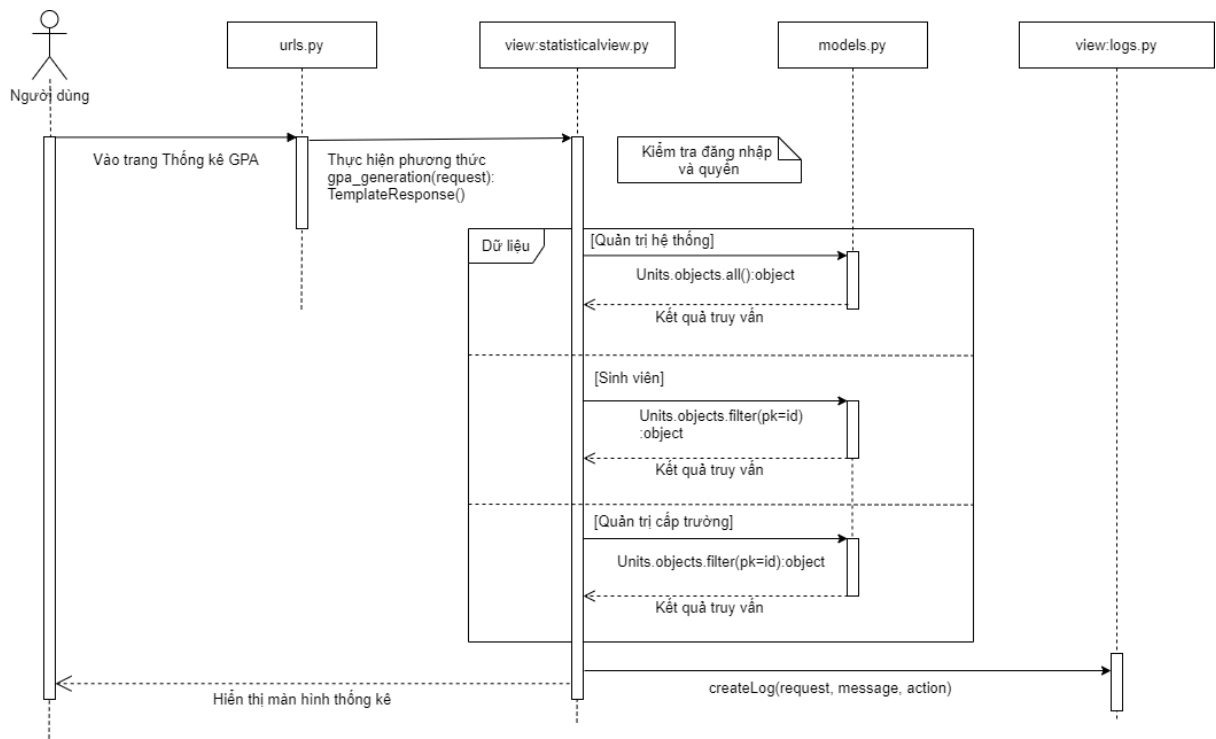 urls.py
view:statisticalview.py
models.py
view:logs.py
Người dùng
Vào trang Thống kê GPA
Thực hiện phương thức
gpa_generation(request):
TemplateResponse()
Kiểm tra đăng nhập
và quyền
Dữ liệu
[Quản trị hệ thống]
Units.objects.all():object
Kết quả truy vấn
[Sinh viên]
Units.objects.filter(pk=id)
:object
Kết quả truy vấn
[Quản trị cấp trường]
Units.objects.filter(pk=id):object
Kết quả truy vấn
createLog(request, message, action)
Hiển thị màn hình thống kê